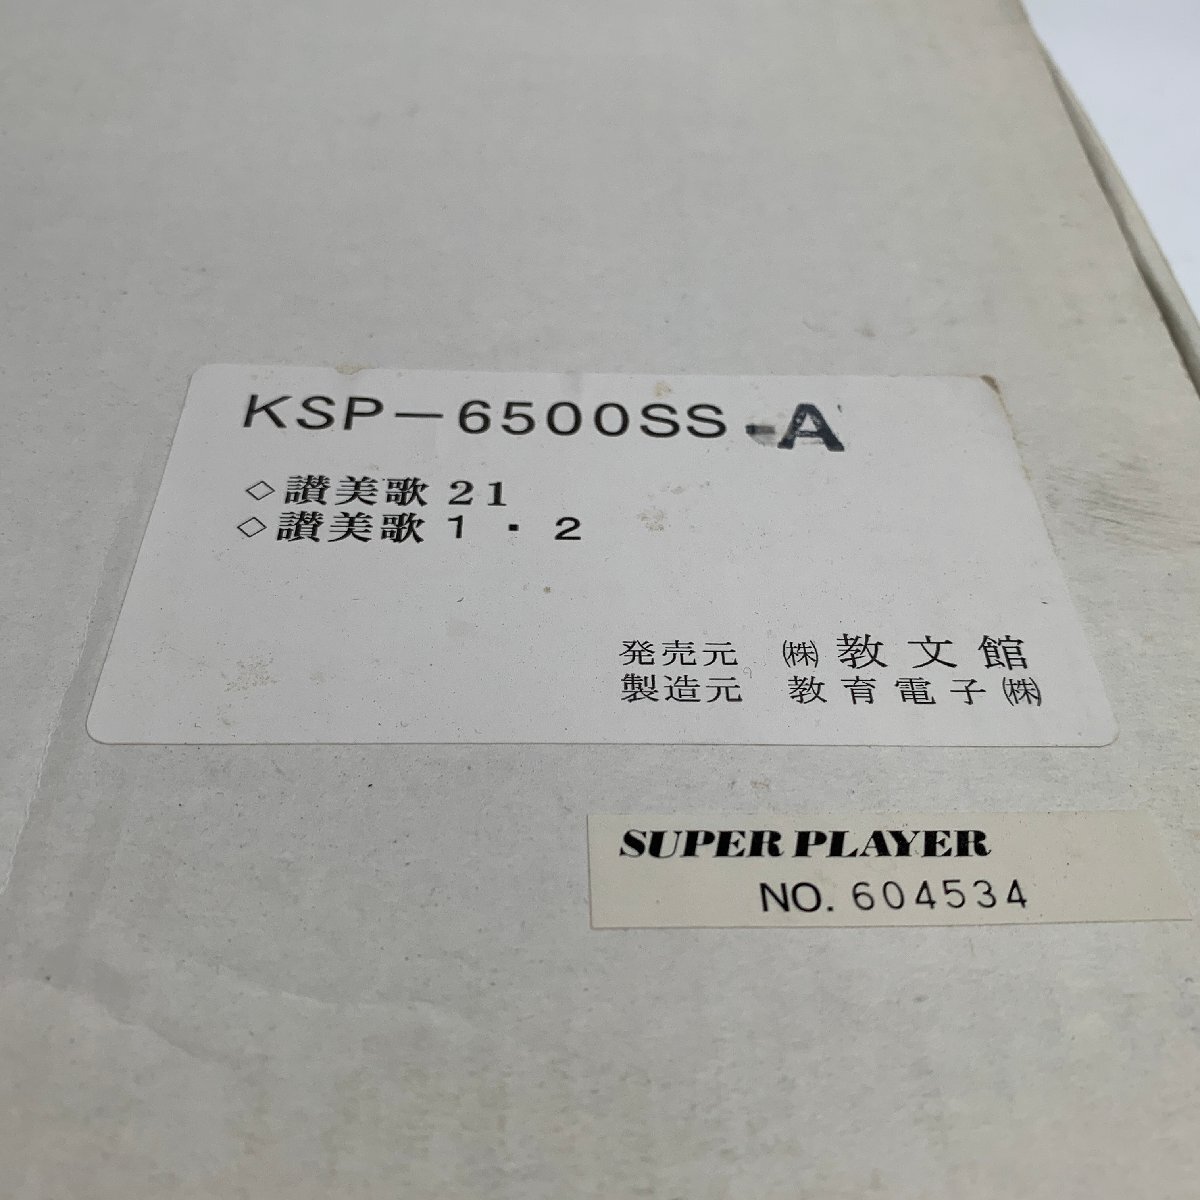 KSP－6500SS-A
◇讃美歌 21
◇讃美歌 1・2
発売元 ㈱ 教文館
製造元 教育電子㈱
SUPER PLAYER
NO. 604534